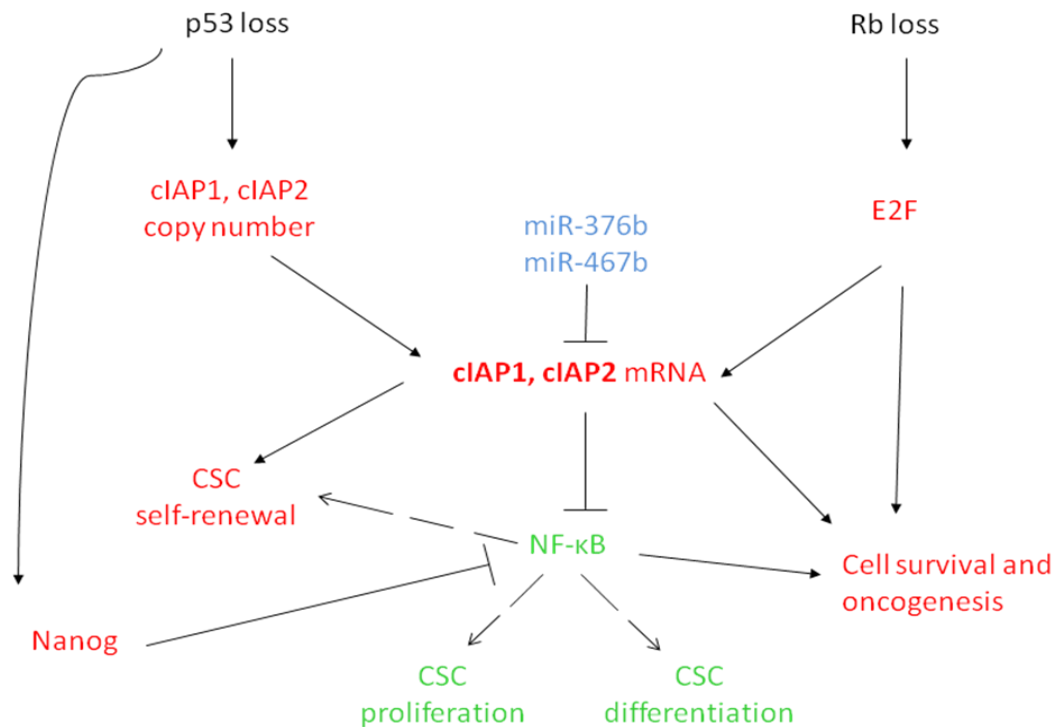 p53 loss
Rb loss
cIAP1, cIAP2
copy number
E2F
miR-376b
miR-467b
cIAP1, cIAP2 mRNA
CSC
self-renewal
NF-κB
Cell survival and
oncogenesis
Nanog
CSC
proliferation
CSC
differentiation